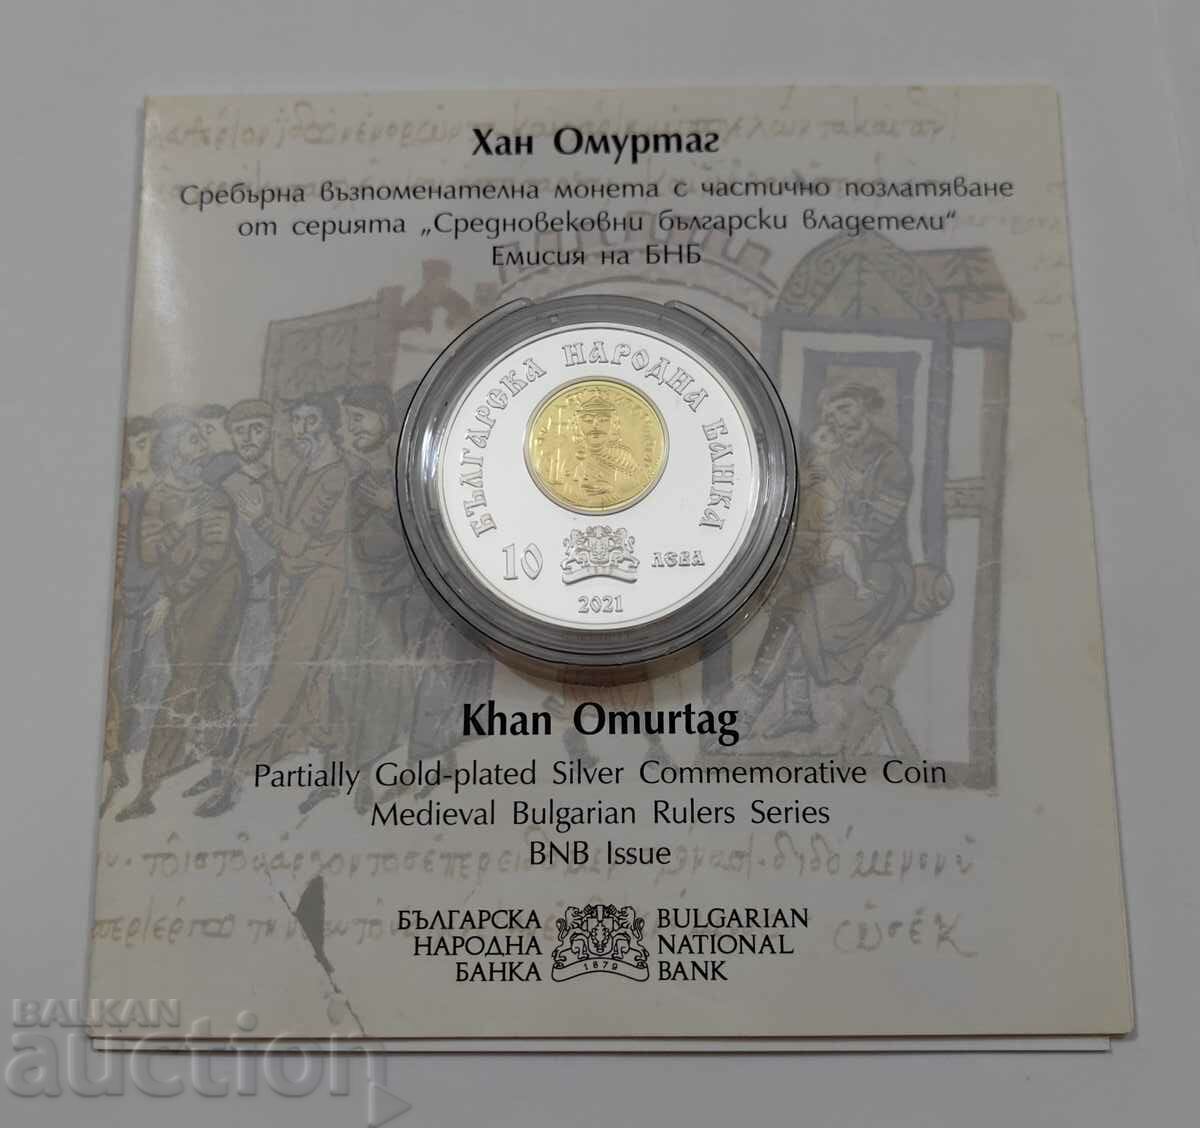 Хан Омуртаг
Сребърна възпоменателна монета с частично позлатяване
от серията „Средновековни български владетели“
Емисия на БНБ
БЪЛГАРСКА НАРОДНА БАНКА
10 ЛЕВА
2021
Khan Omurtag
Partially Gold-plated Silver Commemorative Coin
Medieval Bulgarian Rulers Series
BNB Issue
БЪЛГАРСКА
НАРОДНА
БАНКА
1879
BULGARIAN
NATIONAL
BANK
BALKAN
auction